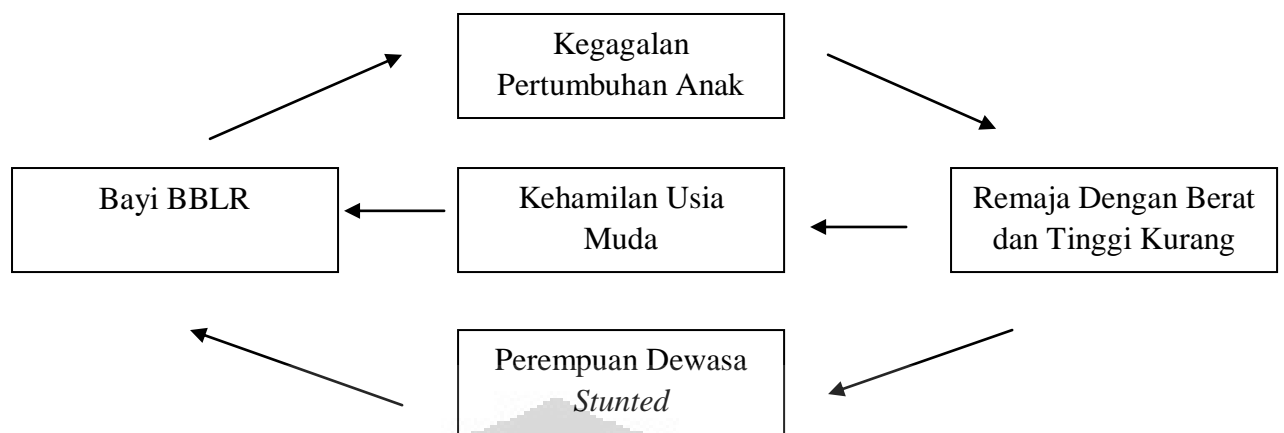 Kegagalan
Pertumbuhan Anak
Bayi BBLR
Kehamilan Usia
Muda
Remaja Dengan Berat
dan Tinggi Kurang
Perempuan Dewasa
Stunted